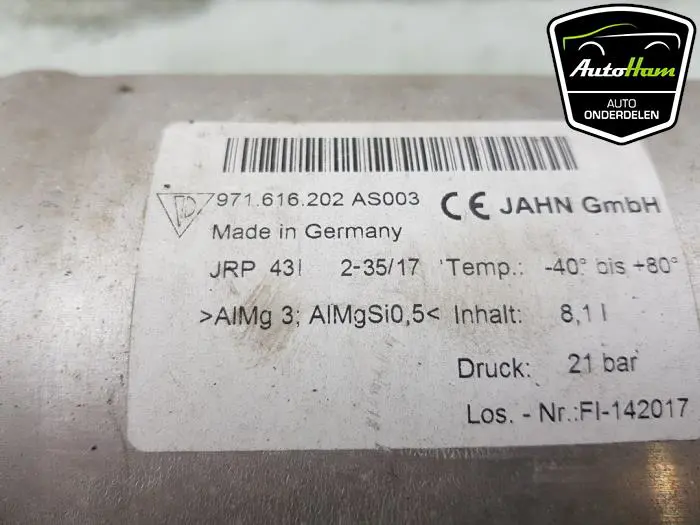 AutoHam
AUTO
ONDERDELEN
971.616.202 AS003 CE JAHN GmbH
Made in Germany
JRP 43l 2-35/17 Temp.: -40° bis +80°
>AlMg 3; AlMgSi0,5< Inhalt: 8,1 l
Druck: 21 bar
Los. - Nr.:FI-142017